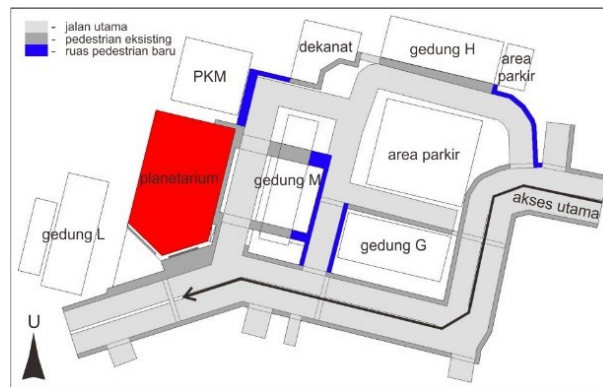 - jalan utama
- pedestrian eksisting
- ruas pedestrian baru
dekanat
gedung H
area
parkir
PKM
area parkir
planetarium
gedung M
akses utama
gedung L
gedung G
U